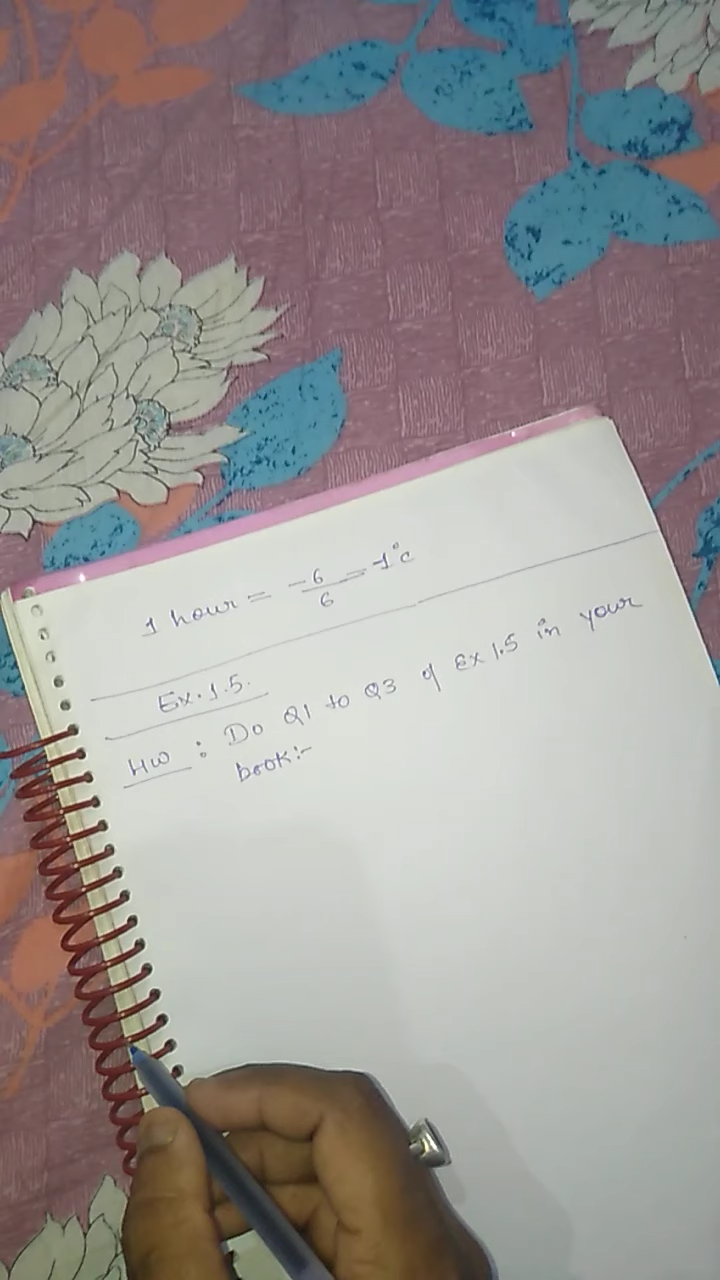 1 hour = -6/6 = -1°c
Ex. 1.5.
HW : Do Q1 to Q3 of Ex 1.5 in your
book:-